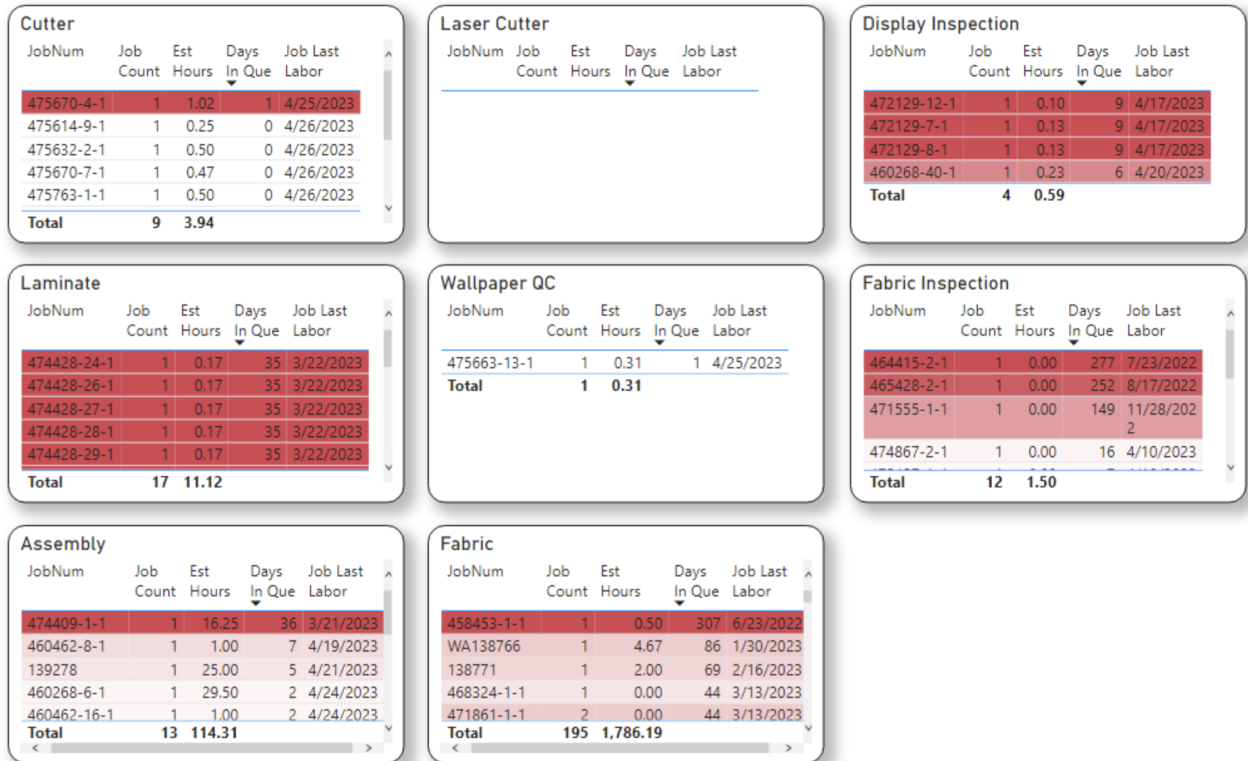 Cutter
JobNum Job Count Est Hours Days In Que Job Last Labor
475670-4-1 1 1.02 1 4/25/2023
475614-9-1 1 0.25 0 4/26/2023
475632-2-1 1 0.50 0 4/26/2023
475670-7-1 1 0.47 0 4/26/2023
475763-1-1 1 0.50 0 4/26/2023
Total 9 3.94
Laser Cutter
JobNum Job Count Est Hours Days In Que Job Last Labor
Display Inspection
JobNum Job Count Est Hours Days In Que Job Last Labor
472129-12-1 1 0.10 9 4/17/2023
472129-7-1 1 0.13 9 4/17/2023
472129-8-1 1 0.13 9 4/17/2023
460268-40-1 1 0.23 6 4/20/2023
Total 4 0.59
Laminate
JobNum Job Count Est Hours Days In Que Job Last Labor
474428-24-1 1 0.17 35 3/22/2023
474428-26-1 1 0.17 35 3/22/2023
474428-27-1 1 0.17 35 3/22/2023
474428-28-1 1 0.17 35 3/22/2023
474428-29-1 1 0.17 35 3/22/2023
Total 17 11.12
Wallpaper QC
JobNum Job Count Est Hours Days In Que Job Last Labor
475663-13-1 1 0.31 1 4/25/2023
Total 1 0.31
Fabric Inspection
JobNum Job Count Est Hours Days In Que Job Last Labor
464415-2-1 1 0.00 277 7/23/2022
465428-2-1 1 0.00 252 8/17/2022
471555-1-1 1 0.00 149 11/28/202
2
474867-2-1 1 0.00 16 4/10/2023
Total 12 1.50
Assembly
JobNum Job Count Est Hours Days In Que Job Last Labor
474409-1-1 1 16.25 36 3/21/2023
460462-8-1 1 1.00 7 4/19/2023
139278 1 25.00 5 4/21/2023
460268-6-1 1 29.50 2 4/24/2023
460462-16-1 1 1.00 2 4/24/2023
Total 13 114.31
Fabric
JobNum Job Count Est Hours Days In Que Job Last Labor
458453-1-1 1 0.50 307 6/23/2022
WA138766 1 4.67 86 1/30/2023
138771 1 2.00 69 2/16/2023
468324-1-1 1 0.00 44 3/13/2023
471861-1-1 2 0.00 44 3/13/2023
Total 195 1,786.19